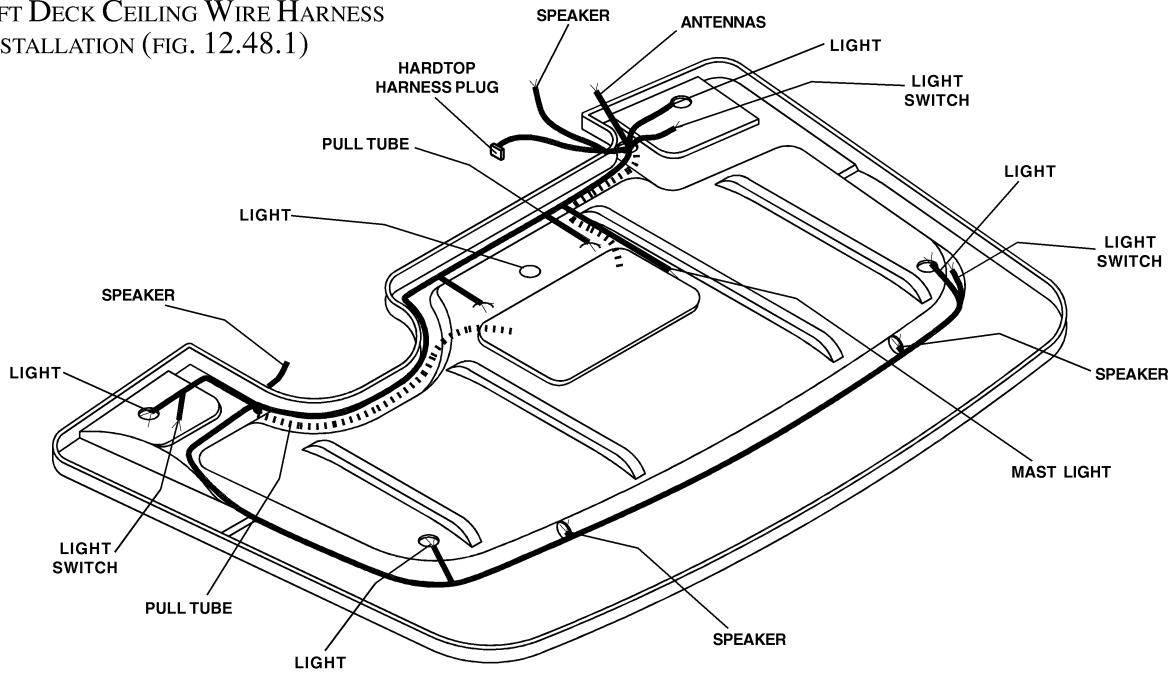 FT DECK CEILING WIRE HARNESS
STALLATION (FIG. 12.48.1)
SPEAKER
ANTENNAS
LIGHT
HARDTOP
HARNESS PLUG
LIGHT
SWITCH
PULL TUBE
LIGHT
LIGHT
LIGHT
SWITCH
SPEAKER
LIGHT
SPEAKER
MAST LIGHT
LIGHT
SWITCH
PULL TUBE
SPEAKER
LIGHT